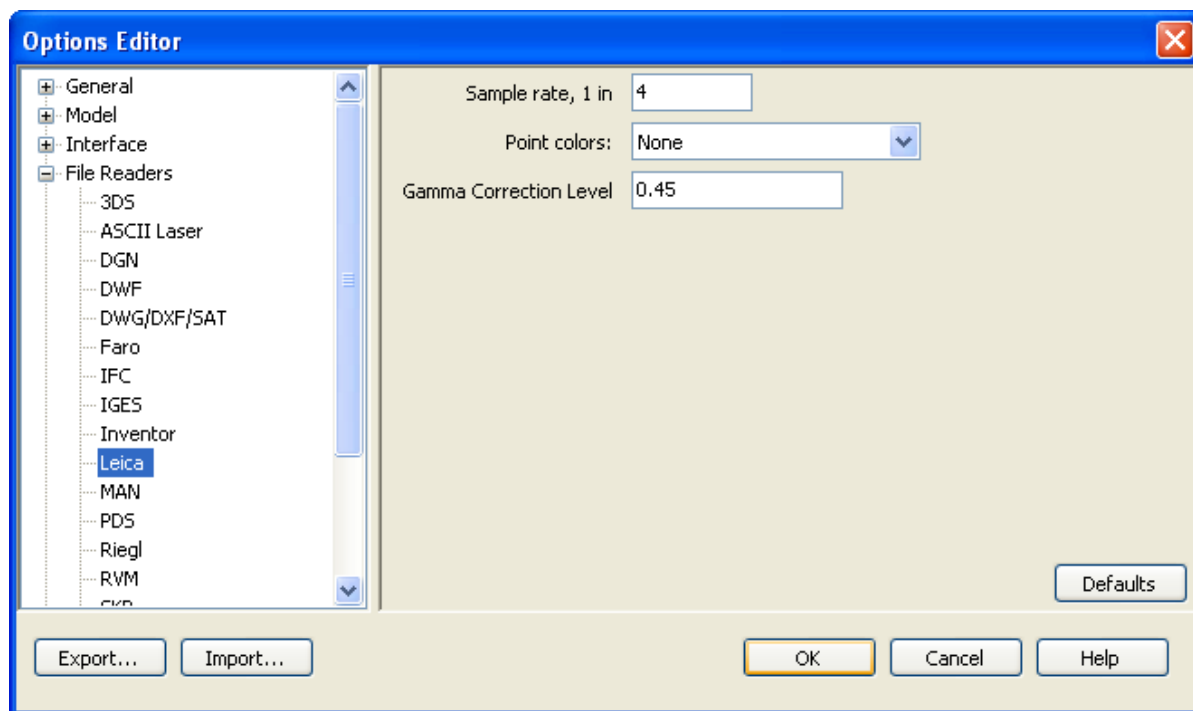 Options Editor
General
Model
Interface
File Readers
3DS
ASCII Laser
DGN
DWF
DWG/DXF/SAT
Faro
IFC
IGES
Inventor
Leica
MAN
PDS
Riegl
RVM
Sample rate, 1 in 4
Point colors: None
Gamma Correction Level 0.45
Defaults
Export... Import... OK Cancel Help